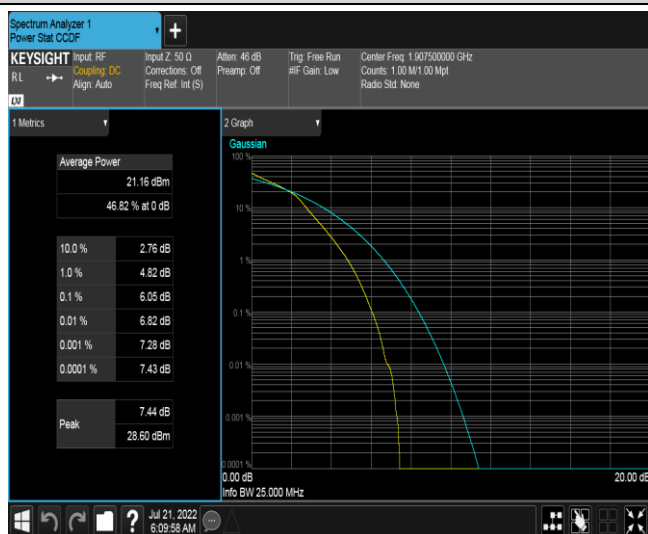 Spectrum Analyzer 1
Power Stat CCDF
+
KEYSIGHT
RL
LXI
Input: RF
Coupling: DC
Align: Auto
Input Z: 50 Ω
Corrections: Off
Freq Ref: Int (S)
Atten: 46 dB
Preamp: Off
Trig: Free Run
#IF Gain: Low
Center Freq: 1.907500000 GHz
Counts: 1.00 M/1.00 Mpt
Radio Std: None
1 Metrics
Average Power
21.16 dBm
46.82 % at 0 dB
10.0 % 2.76 dB
1.0 % 4.82 dB
0.1 % 6.05 dB
0.01 % 6.82 dB
0.001 % 7.28 dB
0.0001 % 7.43 dB
Peak
7.44 dB
28.60 dBm
2 Graph
Gaussian
100 %
10 %
1 %
0.1 %
0.01 %
0.001 %
0.0001 %
0.00 dB
20.00 dB
Info BW 25.000 MHz
?
Jul 21, 2022
6:09:58 AM